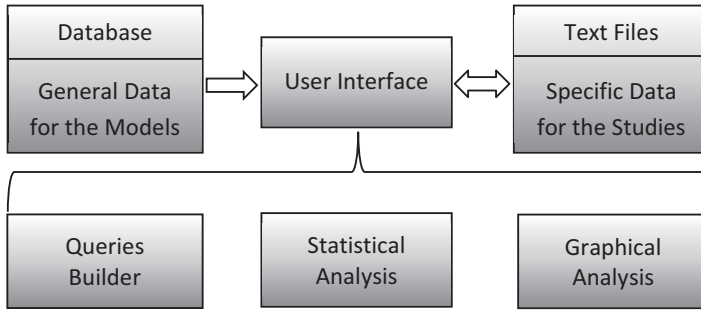 Database
General Data
for the Models
User Interface
Text Files
Specific Data
for the Studies
Queries
Builder
Statistical
Analysis
Graphical
Analysis